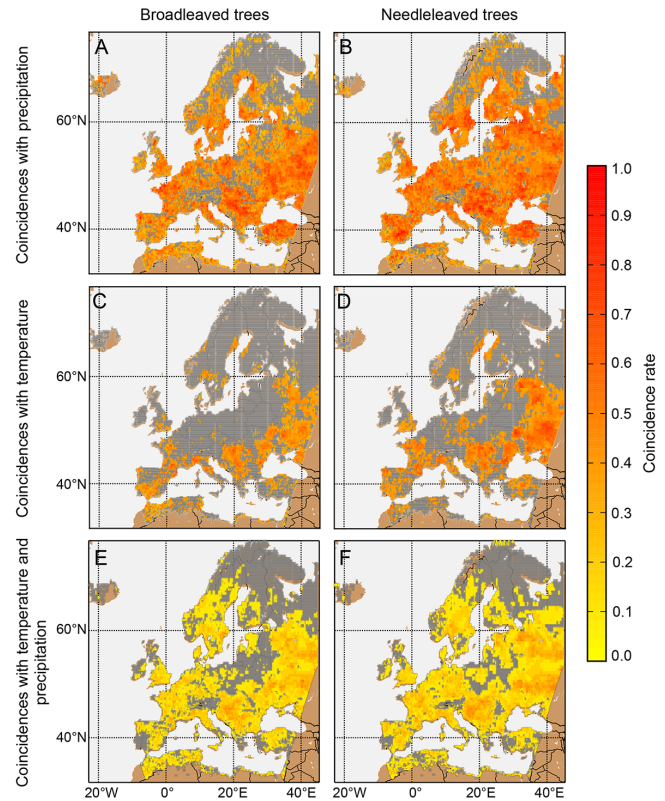 Broadleaved trees
Needleleaved trees
Coincidences with precipitation
A
B
60°N
40°N
Coincidences with temperature
C
D
60°N
40°N
Coincidences with temperature and
precipitation
E
F
60°N
40°N
20°W
0°
20°E
40°E
20°W
0°
20°E
40°E
1.0
0.9
0.8
0.7
0.6
0.5
0.4
0.3
0.2
0.1
0.0
Coincidence rate